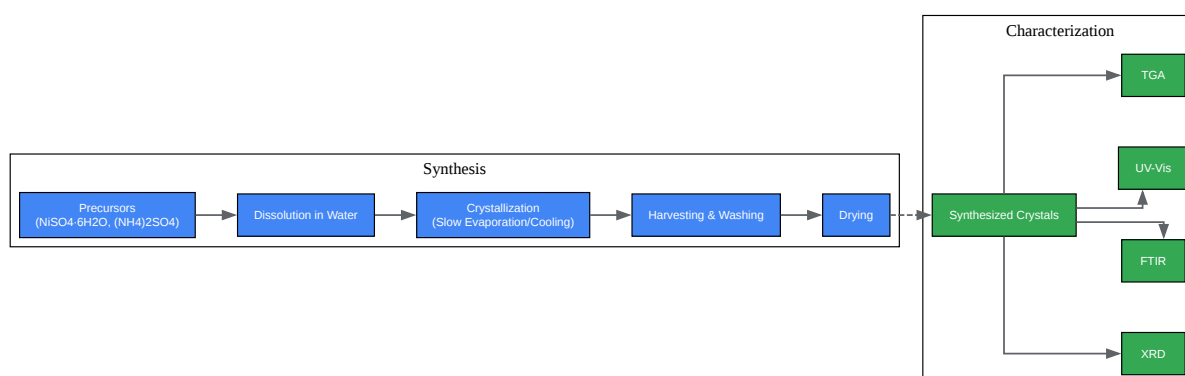 Characterization
TGA
Synthesis
UV-Vis
Precursors
(NiSO4·6H2O, (NH4)2SO4)
Dissolution in Water
Crystallization
(Slow Evaporation/Cooling)
Harvesting & Washing
Drying
Synthesized Crystals
FTIR
XRD